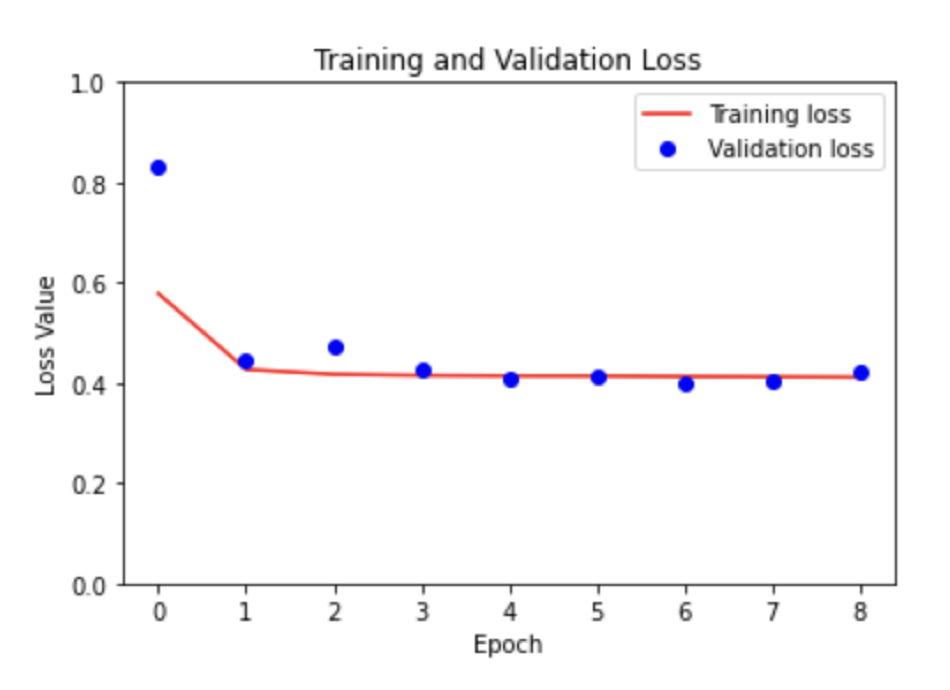 Training and Validation Loss
1.0
0.8
0.6
0.4
0.2
0.0
Loss Value
Training loss
Validation loss
0 1 2 3 4 5 6 7 8
Epoch